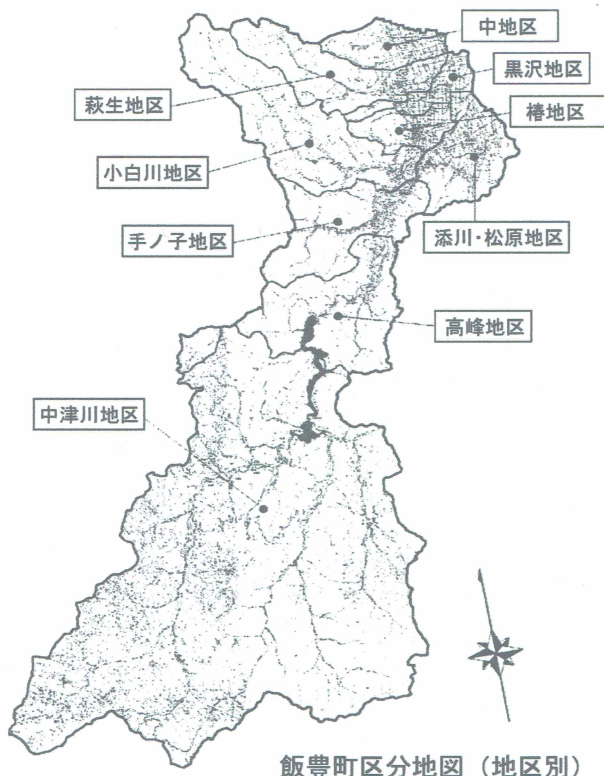 中地区
黒沢地区
萩生地区
椿地区
小白川地区
手ノ子地区
添川・松原地区
高峰地区
中津川地区
飯豊町区分地図（地区別）